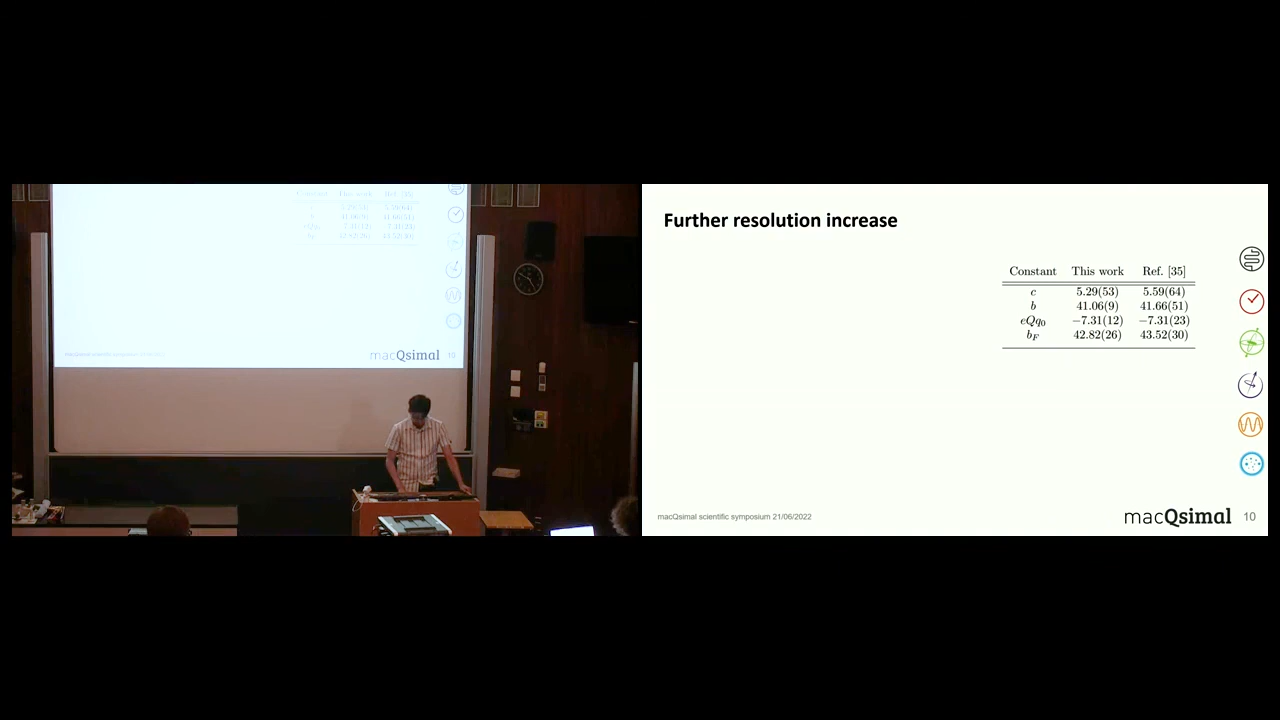 macQsimal 10
Further resolution increase
Constant This work Ref. [35]
c 5.29(53) 5.59(64)
b 41.06(9) 41.66(51)
eQq0 −7.31(12) −7.31(23)
bF 42.82(26) 43.52(30)
macQsimal scientific symposium 21/06/2022
macQsimal 10